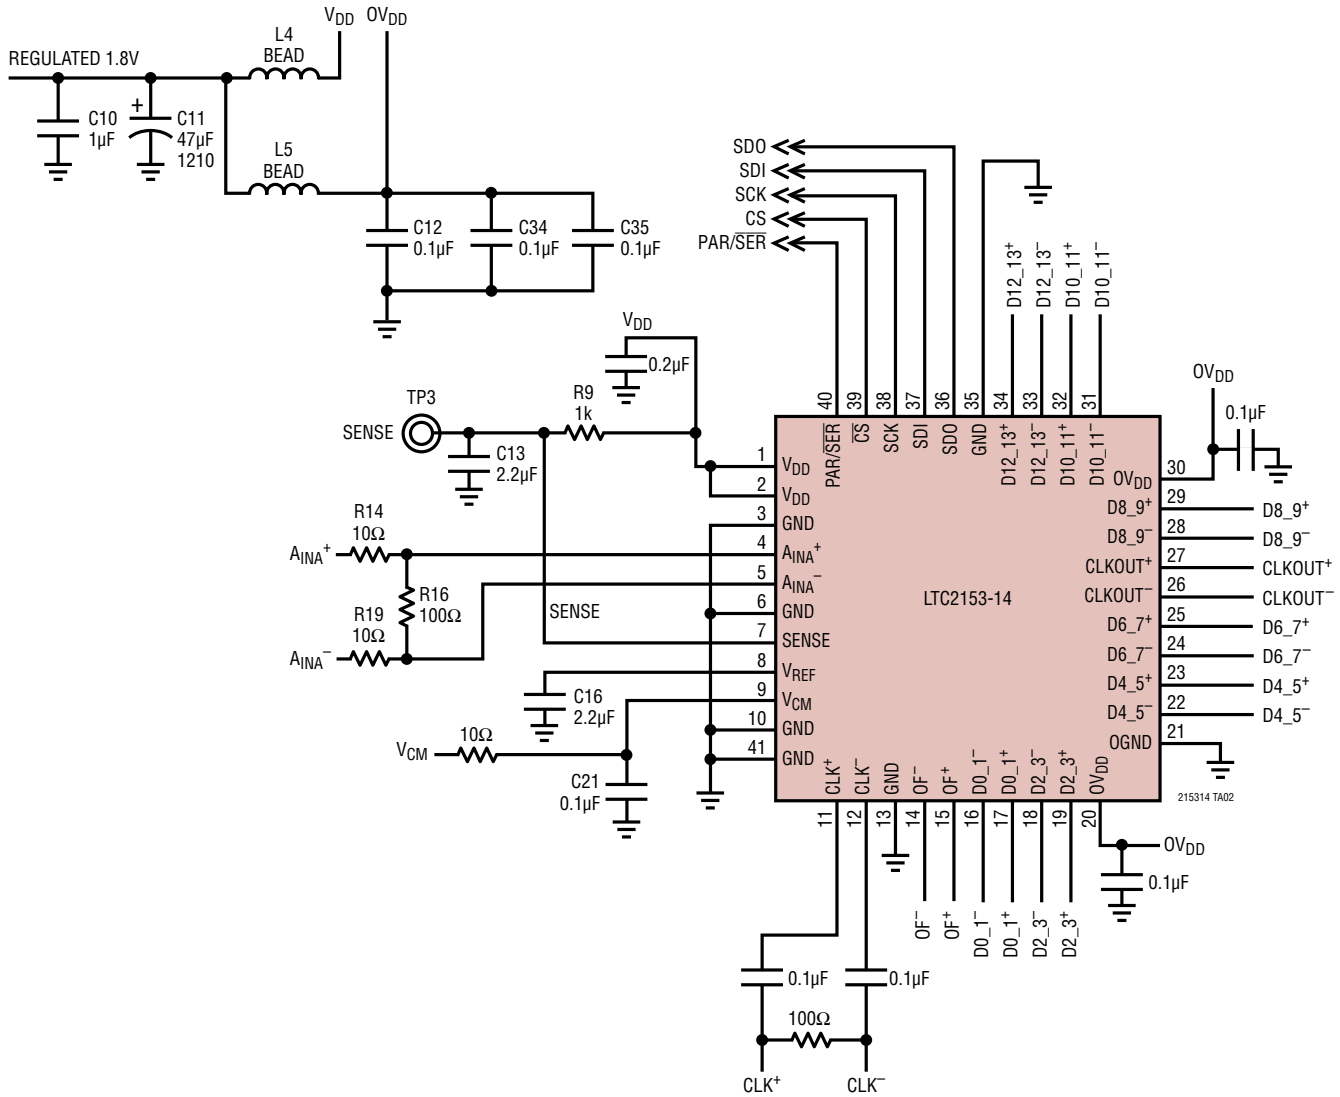 VDD OVDD
REGULATED 1.8V
L4
BEAD
C10
1µF
+
C11
47µF
1210
L5
BEAD
C12
0.1µF
C34
0.1µF
C35
0.1µF
SDO
SDI
SCK
CS
PAR/SER
D12_13+
D12_13–
D10_11+
D10_11–
VDD
0.2µF
TP3
SENSE
R9
1k
C13
2.2µF
40
39
38
37
36
35
34
33
32
31
PAR/SER
CS
SCK
SDI
SDO
GND
D12_13+
D12_13–
D10_11+
D10_11–
OVDD
0.1µF
1 VDD
2 VDD
3 GND
4 AINA+
5 AINA–
6 GND
7 SENSE
8 VREF
9 VCM
10 GND
41 GND
R14
10Ω
AINA+
R16
100Ω
R19
10Ω
AINA–
SENSE
C16
2.2µF
10Ω
VCM
C21
0.1µF
LTC2153-14
OVDD 30
D8_9+ 29 D8_9+
D8_9– 28 D8_9–
CLKOUT+ 27 CLKOUT+
CLKOUT– 26 CLKOUT–
D6_7+ 25 D6_7+
D6_7– 24 D6_7–
D4_5+ 23 D4_5+
D4_5– 22 D4_5–
OGND 21
215314 TA02
CLK+
CLK–
GND
OF–
OF+
D0_1–
D0_1+
D2_3–
D2_3+
OVDD
11
12
13
14
15
16
17
18
19
20
OVDD
0.1µF
OF–
OF+
D0_1–
D0_1+
D2_3–
D2_3+
0.1µF
0.1µF
100Ω
CLK+
CLK–